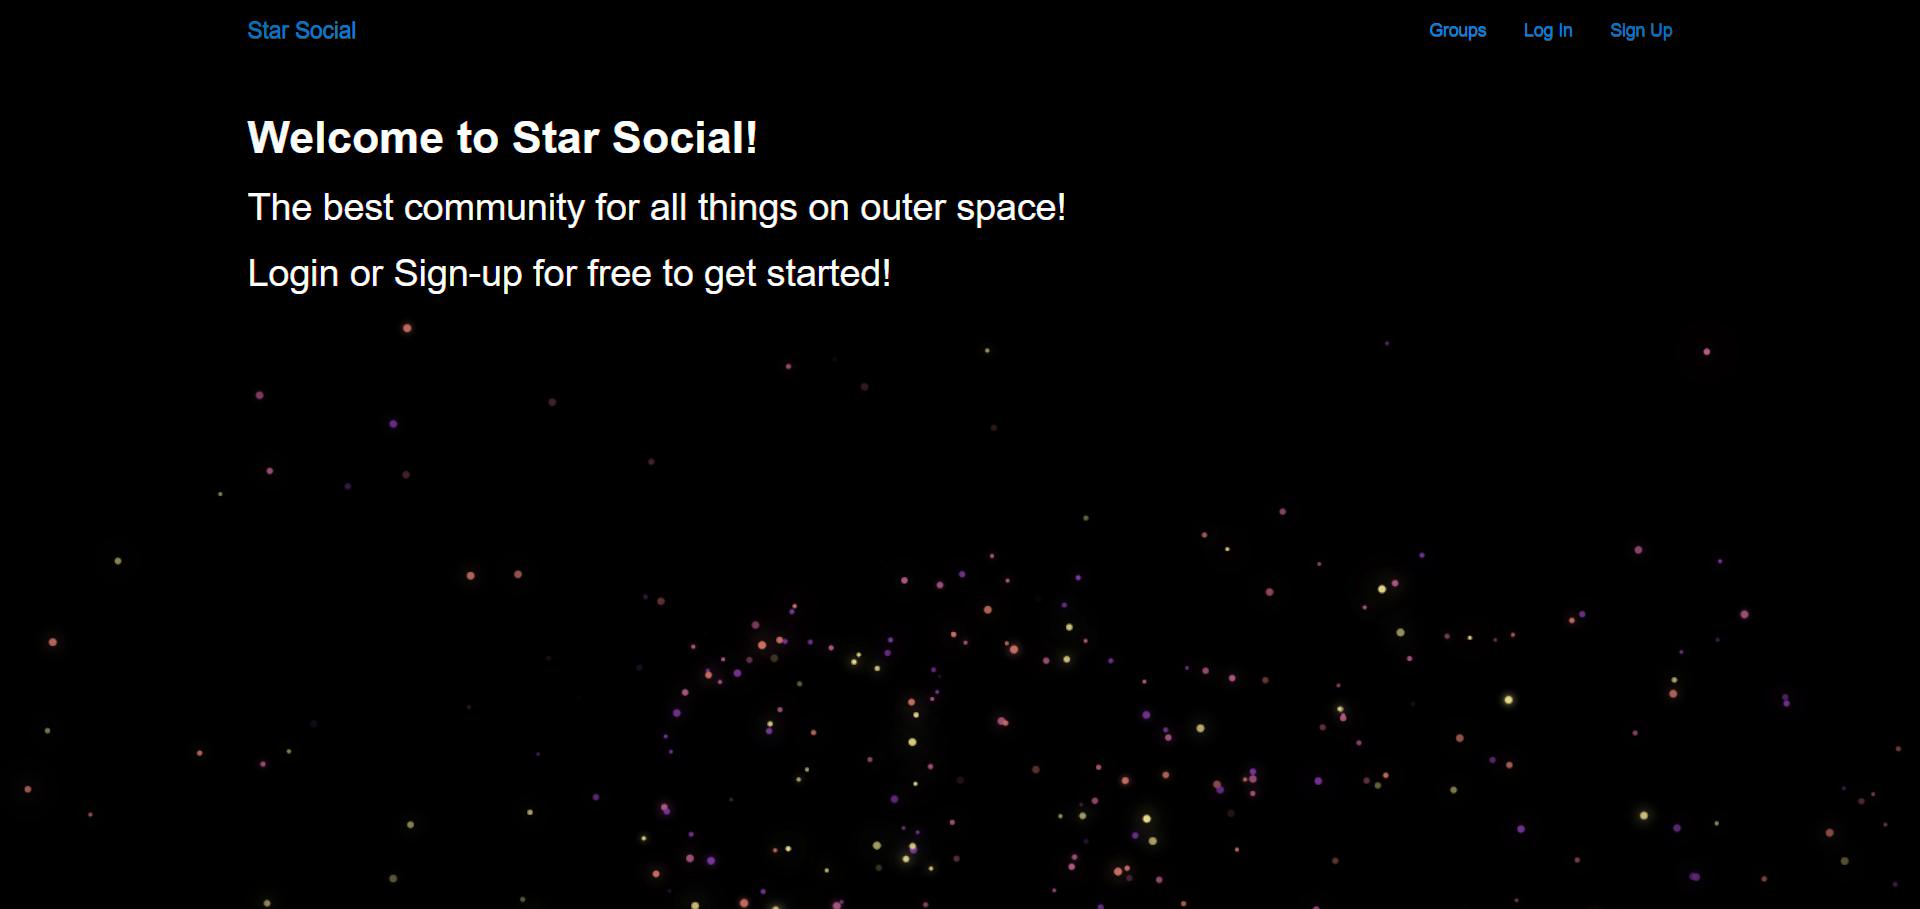 Star Social
Groups Log In Sign Up
Welcome to Star Social!
The best community for all things on outer space!
Login or Sign-up for free to get started!